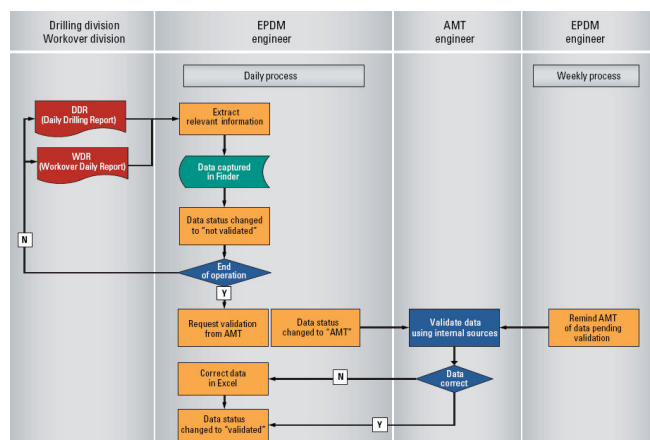 Drilling division
Workover division
EPDM
engineer
AMT
engineer
EPDM
engineer
Daily process
Weekly process
DDR
(Daily Drilling Report)
Extract
relevant information
WDR
(Workover Daily Report)
Data captured
in Finder
Data status changed
to "not validated"
N
End
of operation
Y
Request validation
from AMT
Data status
changed to "AMT"
Validate data
using internal sources
Remind AMT
of data pending
validation
Correct data
in Excel
N
Data
correct
Data status
changed to "validated"
Y